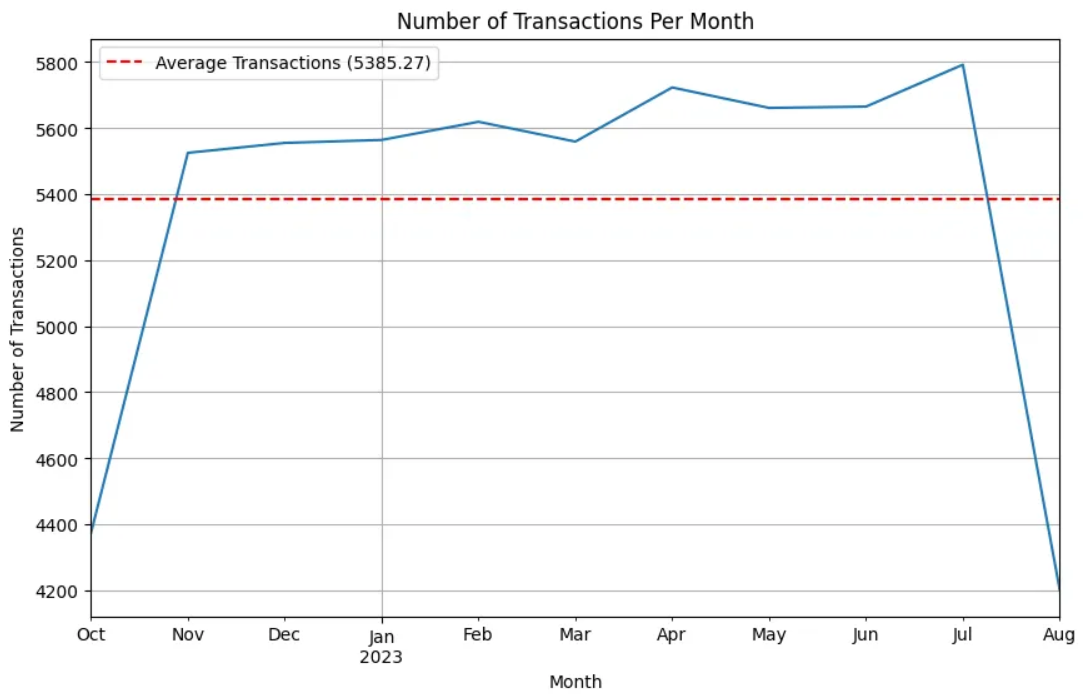 Number of Transactions Per Month
Average Transactions (5385.27)
5800
5600
5400
5200
5000
4800
4600
4400
4200
Number of Transactions
Oct Nov Dec Jan Feb Mar Apr May Jun Jul Aug
2023
Month